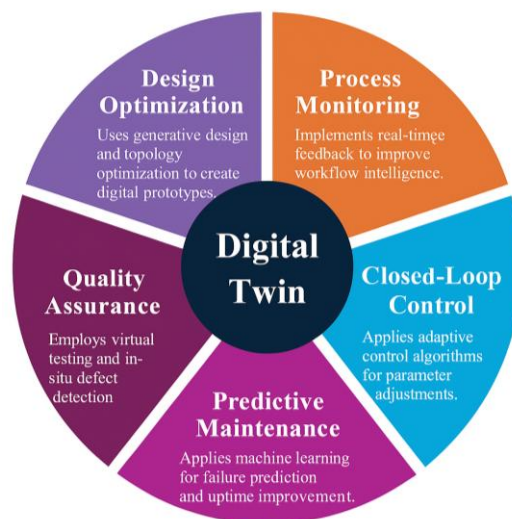 Design
Optimization
Uses generative design
and topology
optimization to create
digital prototypes.
Process
Monitoring
Implements real-timęe
feedback to improve
workflow intelligence.
Digital
Twin
Quality
Assurance
Employs virtual
testing and in-
situ defect
detection
Closed-Loop
Control
Applies adaptive
control algorithms
for parameter
adjustments.
Predictive
Maintenance
Applies machine learning
for failure prediction
and uptime improvement.